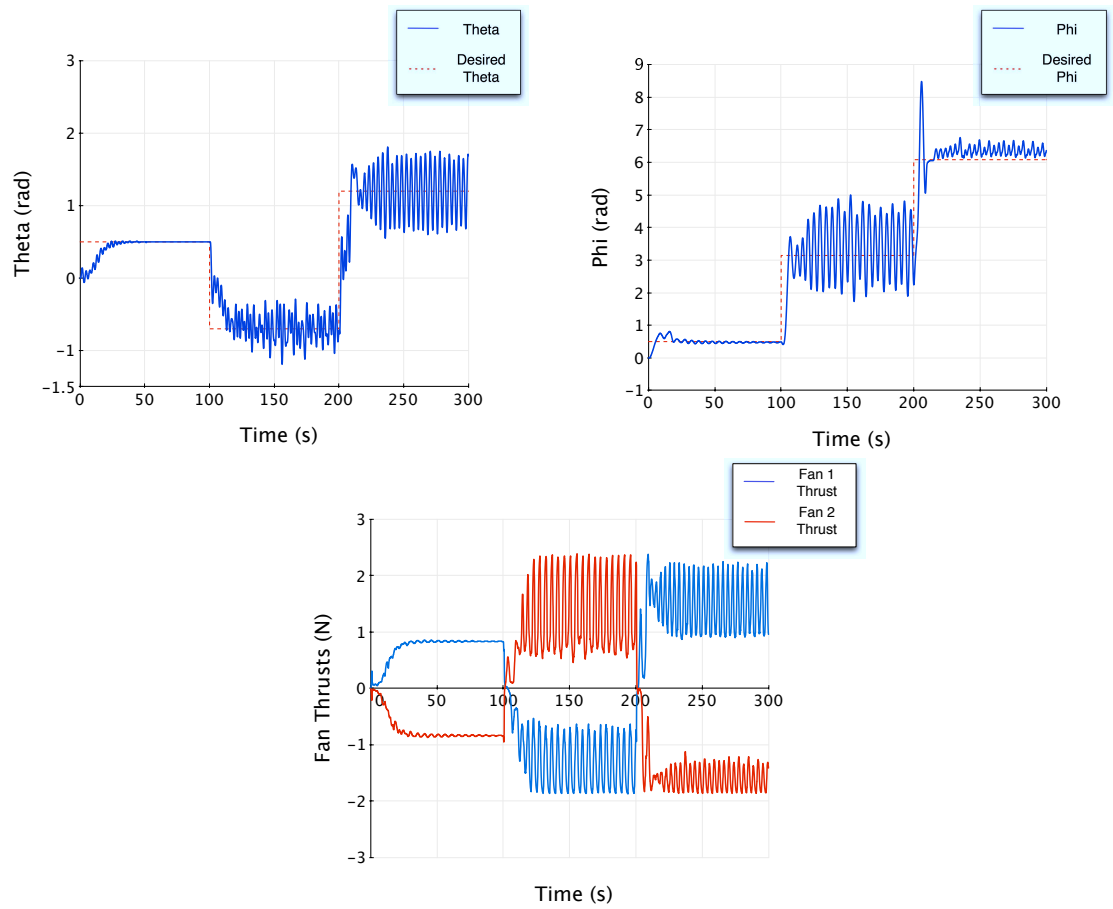 Theta
Desired
Theta
3
2
1
0
−1
−1.5
0
50
100
150
200
250
300
Theta (rad)
Time (s)
Phi
Desired
Phi
9
8
7
6
5
4
3
2
1
0
−1
0
50
100
150
200
250
300
Phi (rad)
Time (s)
Fan 1
Thrust
Fan 2
Thrust
3
2
1
0
−1
−2
−3
0
50
100
150
200
250
300
Fan Thrusts (N)
Time (s)